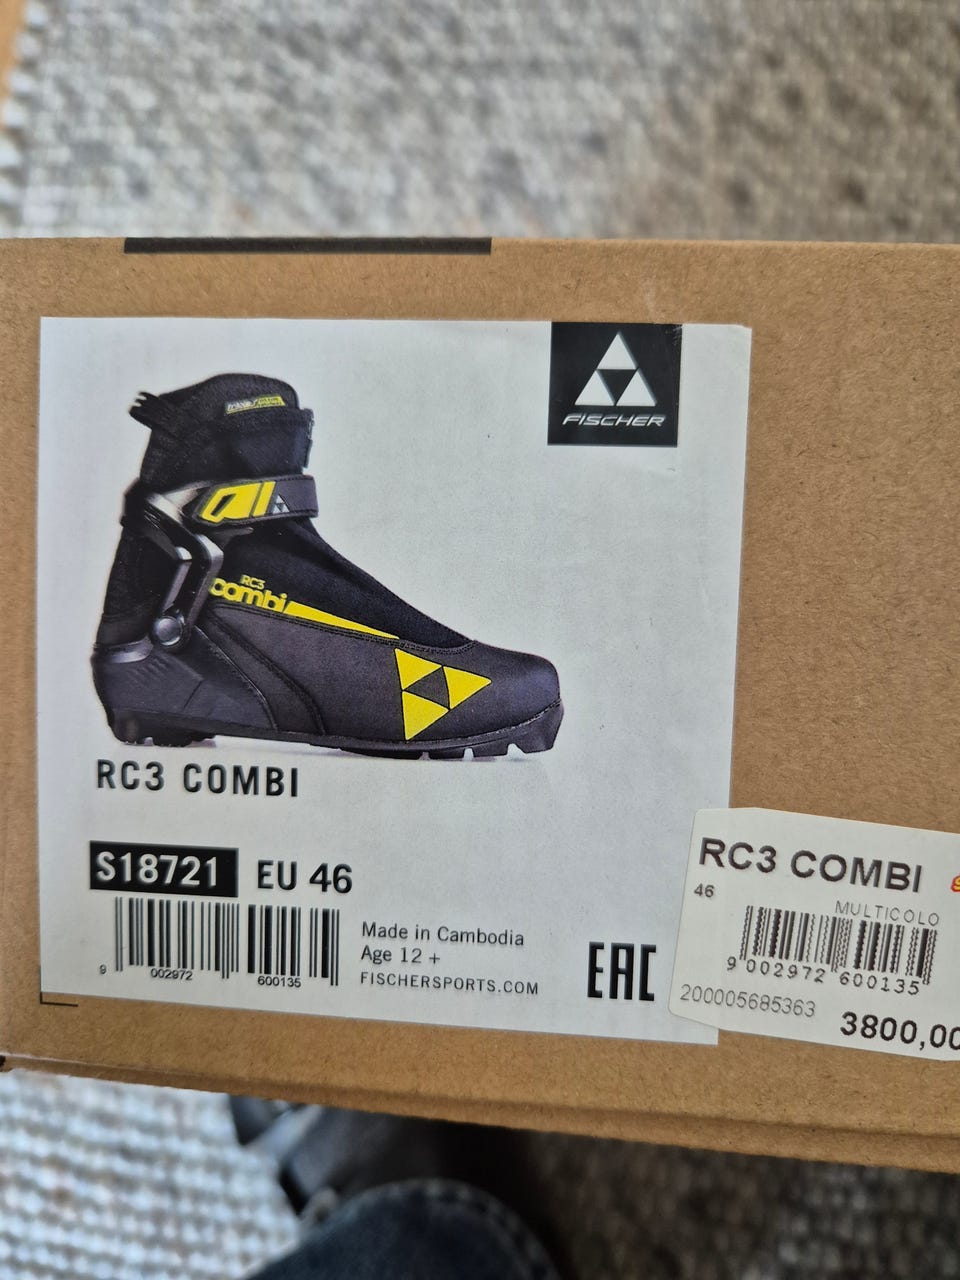 FISCHER
RC3
combi
RC3 COMBI
S18721 EU 46
9 002972 600135
Made in Cambodia
Age 12 +
FISCHERSPORTS.COM
EAC
RC3 COMBI
46
MULTICOLO
9 002972 600135
200005685363
3800,00